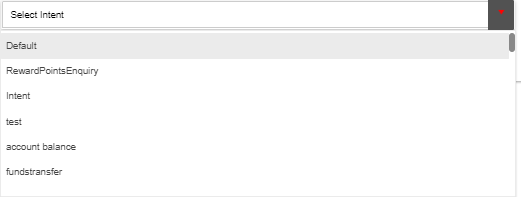 Select Intent
Default
RewardPointsEnquiry
Intent
test
account balance
fundstransfer